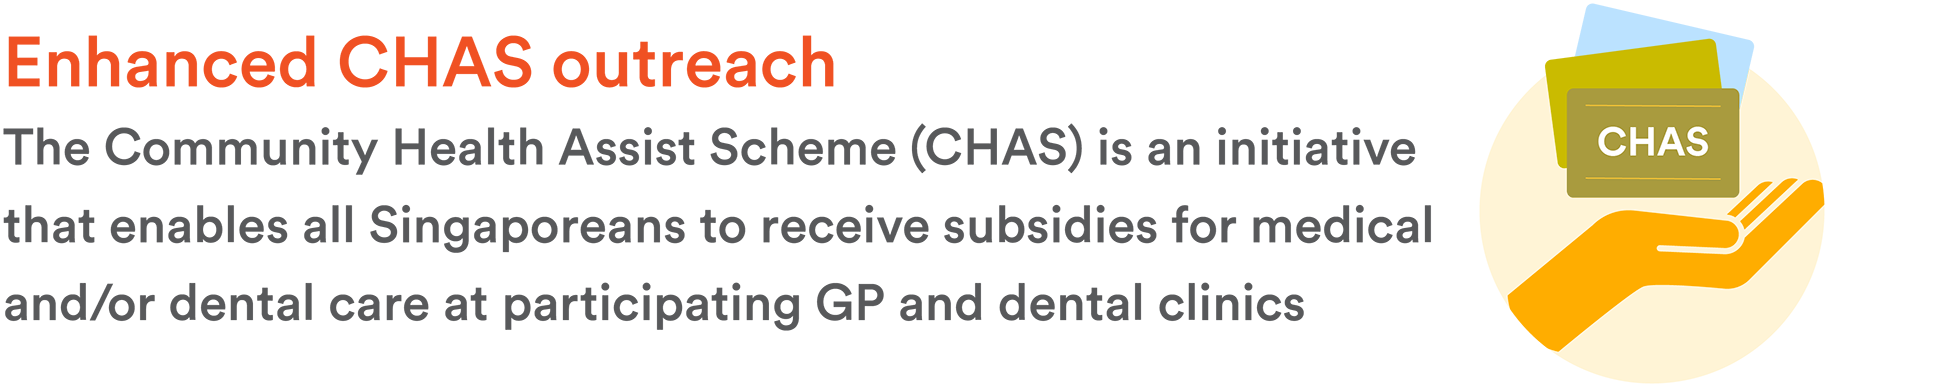 Enhanced CHAS outreach
The Community Health Assist Scheme (CHAS) is an initiative
that enables all Singaporeans to receive subsidies for medical
and/or dental care at participating GP and dental clinics
CHAS